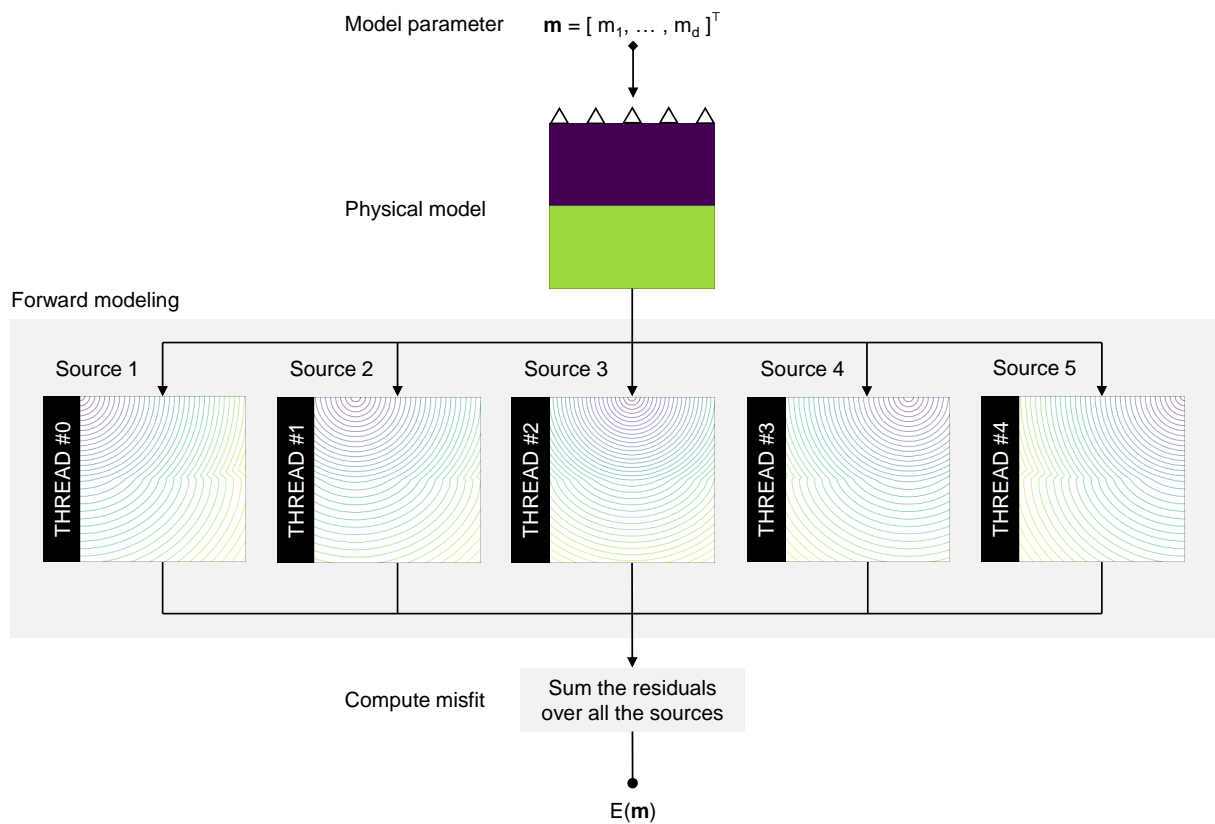 Model parameter    m = [ m₁, … , m_d ]ᵀ
Physical model
Forward modeling
Source 1    Source 2    Source 3    Source 4    Source 5
THREAD #0    THREAD #1    THREAD #2    THREAD #3    THREAD #4
Compute misfit
Sum the residuals
over all the sources
E(m)